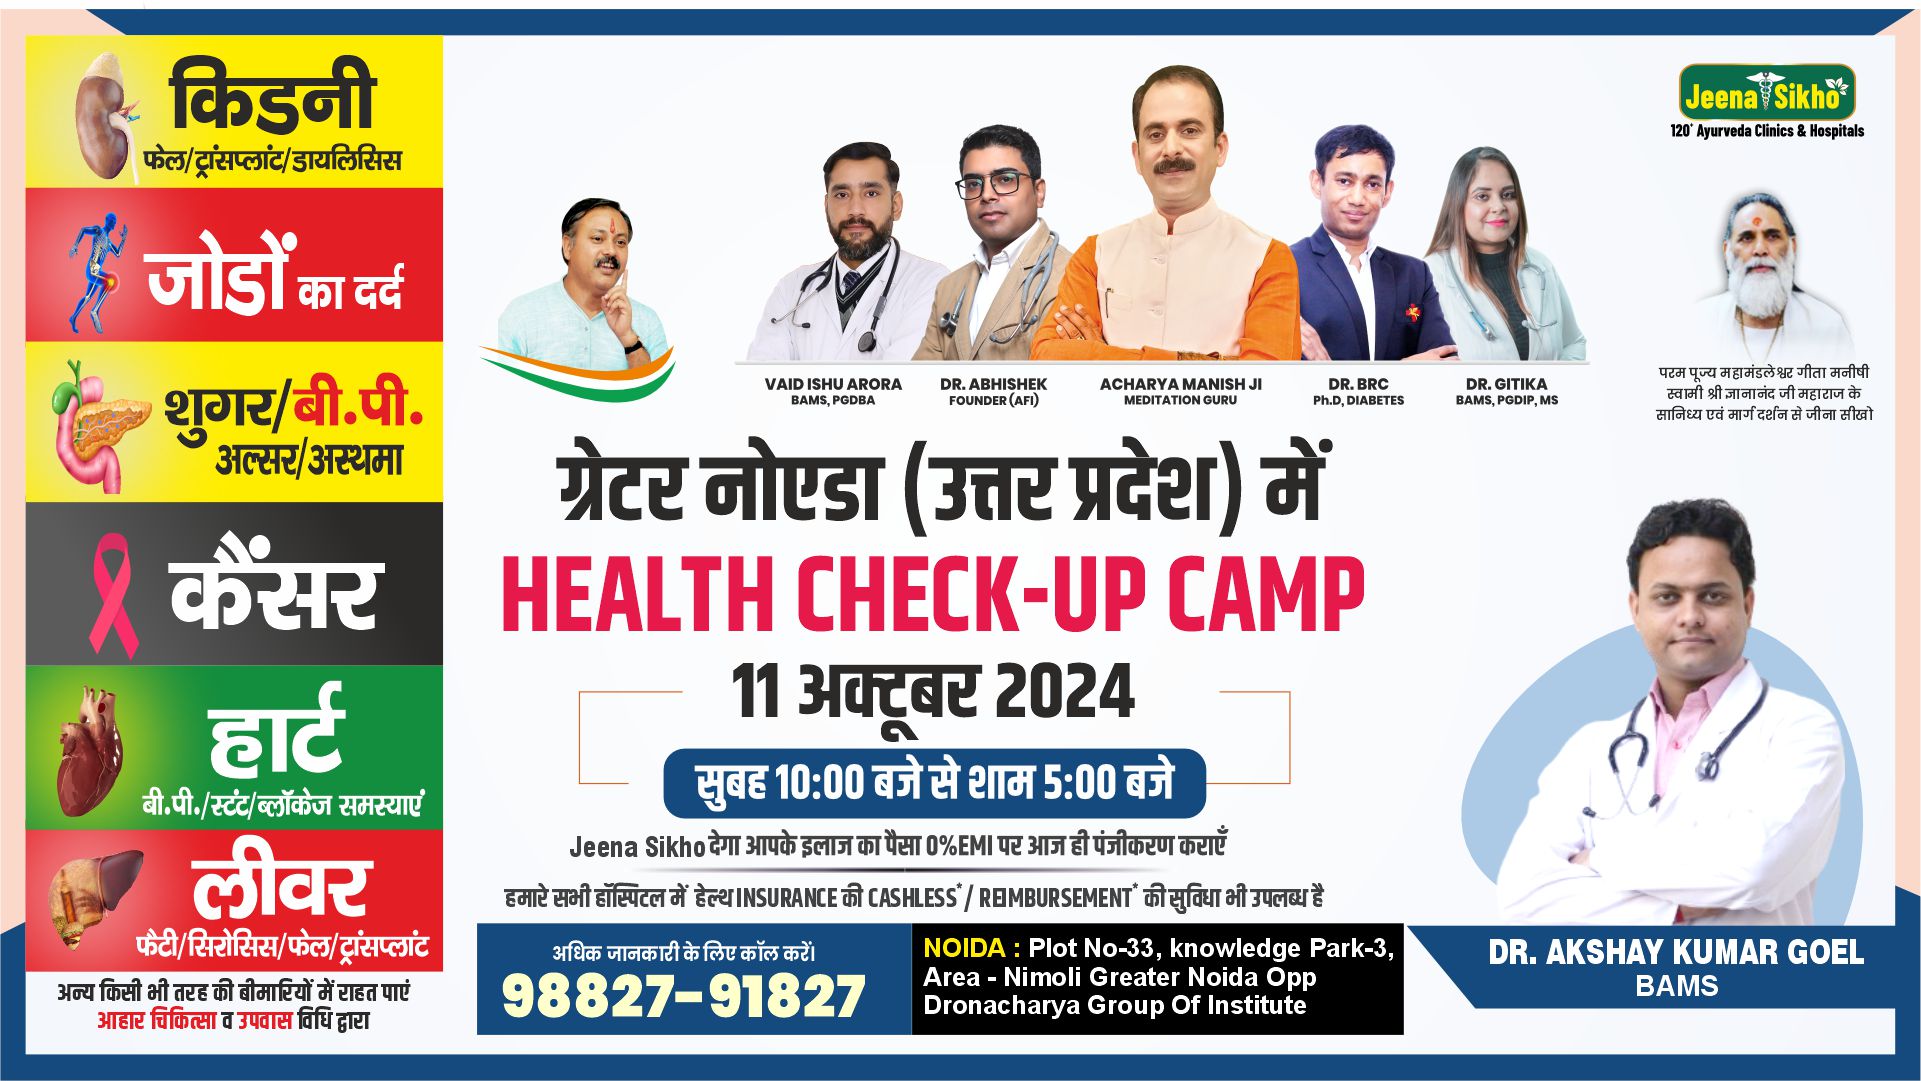 किडनी
फेल/ट्रांसप्लांट/डायलिसिस
जोडों का दर्द
शुगर/बी.पी.
अल्सर/अस्थमा
कैंसर
हार्ट
बी.पी./स्टंट/ब्लॉकेज समस्याएं
लीवर
फैटी/सिरोसिस/फेल/ट्रांसप्लांट
अन्य किसी भी तरह की बीमारियों में राहत पाएं
आहार चिकित्सा व उपवास विधि द्वारा
Jeena Sikho
120+ Ayurveda Clinics & Hospitals
VAID ISHU ARORA
BAMS, PGDBA
DR. ABHISHEK
FOUNDER (AFI)
ACHARYA MANISH JI
MEDITATION GURU
DR. BRC
Ph.D, DIABETES
DR. GITIKA
BAMS, PGDIP, MS
परम पूज्य महामंडलेश्वर गीता मनीषी
स्वामी श्री ज्ञानानंद जी महाराज के
सानिध्य एवं मार्ग दर्शन से जीना सीखो
ग्रेटर नोएडा (उत्तर प्रदेश) में
HEALTH CHECK-UP CAMP
11 अक्टूबर 2024
सुबह 10:00 बजे से शाम 5:00 बजे
Jeena Sikho देगा आपके इलाज का पैसा 0%EMI पर आज ही पंजीकरण कराएँ
हमारे सभी हॉस्पिटल में हेल्थ INSURANCE की CASHLESS* / REIMBURSEMENT* की सुविधा भी उपलब्ध है
अधिक जानकारी के लिए कॉल करें।
98827-91827
NOIDA : Plot No-33, knowledge Park-3,
Area - Nimoli Greater Noida Opp
Dronacharya Group Of Institute
DR. AKSHAY KUMAR GOEL
BAMS